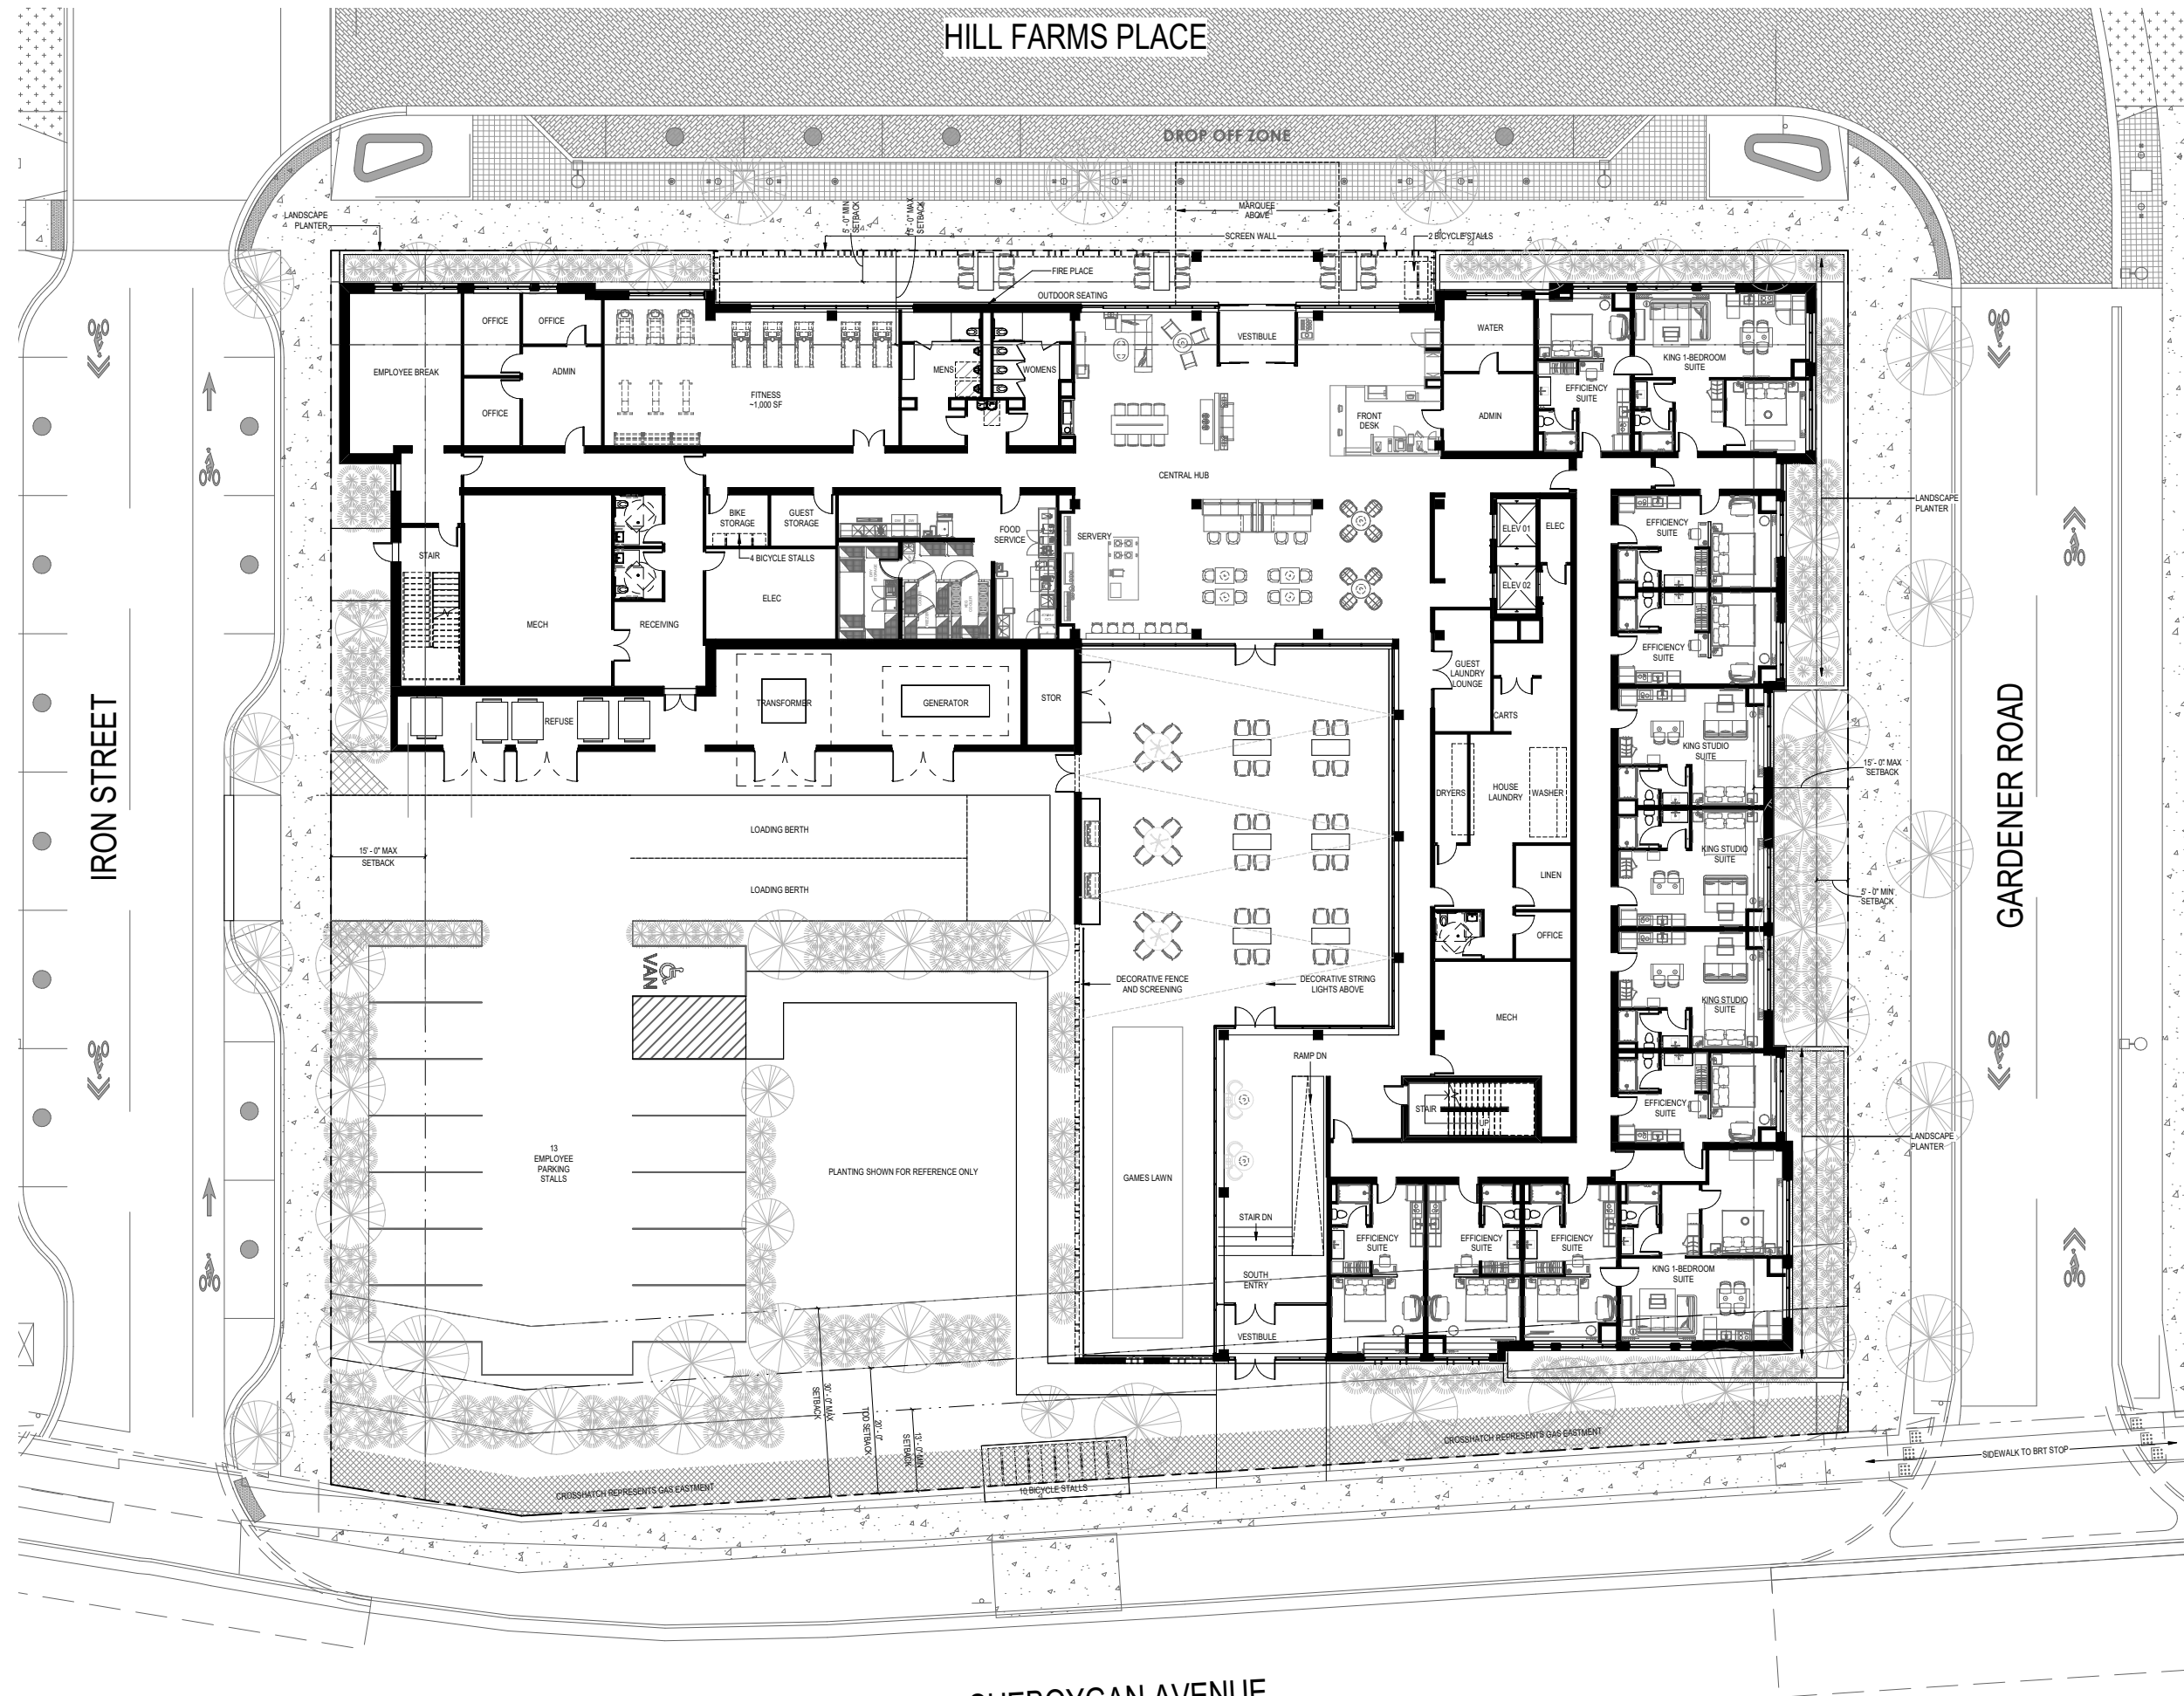 HILL FARMS PLACE
DROP OFF ZONE
LANDSCAPE
PLANTER
5' - 0" MIN
SETBACK
15' - 0" MAX
SETBACK
MARQUEE
ABOVE
SCREEN WALL
2 BICYCLE STALLS
FIRE PLACE
OUTDOOR SEATING
OFFICE
OFFICE
VESTIBULE
WATER
EMPLOYEE BREAK
ADMIN
MENS
WOMENS
KING 1-BEDROOM
SUITE
EFFICIENCY
SUITE
FITNESS
~1,000 SF
OFFICE
FRONT
DESK
ADMIN
CENTRAL HUB
LANDSCAPE
PLANTER
BIKE
STORAGE
GUEST
STORAGE
FOOD
SERVICE
SERVERY
ELEV 01
ELEC
EFFICIENCY
SUITE
STAIR
4 BICYCLE STALLS
ELEV 02
ELEC
MECH
RECEIVING
EFFICIENCY
SUITE
GUEST
LAUNDRY
LOUNGE
REFUSE
TRANSFORMER
GENERATOR
STOR
CARTS
KING STUDIO
SUITE
15' - 0" MAX
SETBACK
IRON STREET
GARDENER ROAD
DRYERS
HOUSE
LAUNDRY
WASHER
LOADING BERTH
15' - 0" MAX
SETBACK
KING STUDIO
SUITE
LOADING BERTH
LINEN
5' - 0" MIN
SETBACK
OFFICE
VAN
DECORATIVE FENCE
AND SCREENING
DECORATIVE STRING
LIGHTS ABOVE
KING STUDIO
SUITE
MECH
RAMP DN
EFFICIENCY
SUITE
STAIR
UP
13
EMPLOYEE
PARKING
STALLS
PLANTING SHOWN FOR REFERENCE ONLY
GAMES LAWN
LANDSCAPE
PLANTER
STAIR DN
EFFICIENCY
SUITE
EFFICIENCY
SUITE
EFFICIENCY
SUITE
SOUTH
ENTRY
KING 1-BEDROOM
SUITE
VESTIBULE
30' - 0" MAX
SETBACK
20' - 0"
TOD SETBACK
13' - 0" MIN
SETBACK
CROSSHATCH REPRESENTS GAS EASTMENT
SIDEWALK TO BRT STOP
CROSSHATCH REPRESENTS GAS EASTMENT
10 BICYCLE STALLS
SHEBOYGAN AVENUE